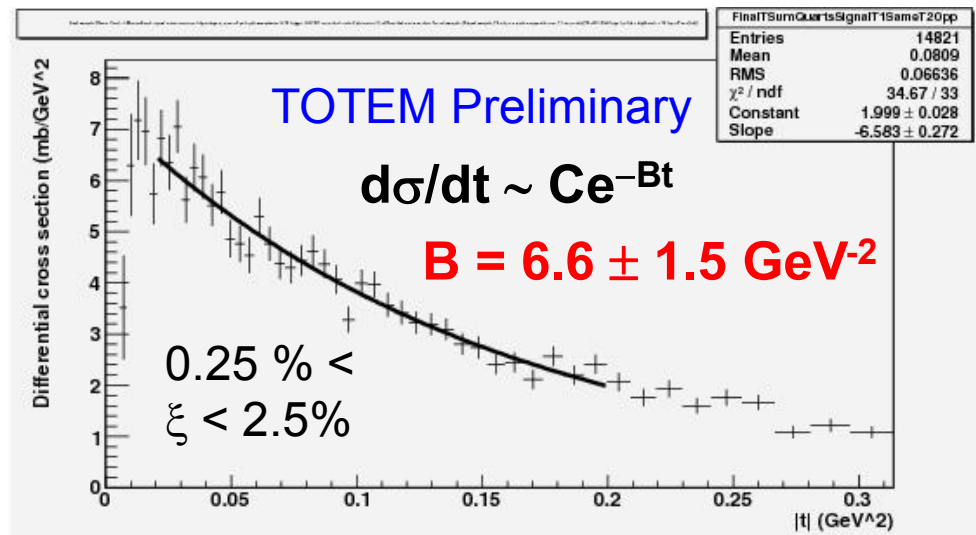 FinalTSumQuartsSignalT1SameT20pp
Entries 14821
Mean 0.0809
RMS 0.06636
χ² / ndf 34.67 / 33
Constant 1.999 ± 0.028
Slope -6.583 ± 0.272
TOTEM Preliminary
dσ/dt ~ Ce⁻ᴮᵗ
B = 6.6 ± 1.5 GeV⁻²
0.25 % <
ξ < 2.5%
Differential cross section (mb/GeV^2)
8
7
6
5
4
3
2
1
0
0 0.05 0.1 0.15 0.2 0.25 0.3
|t| (GeV^2)